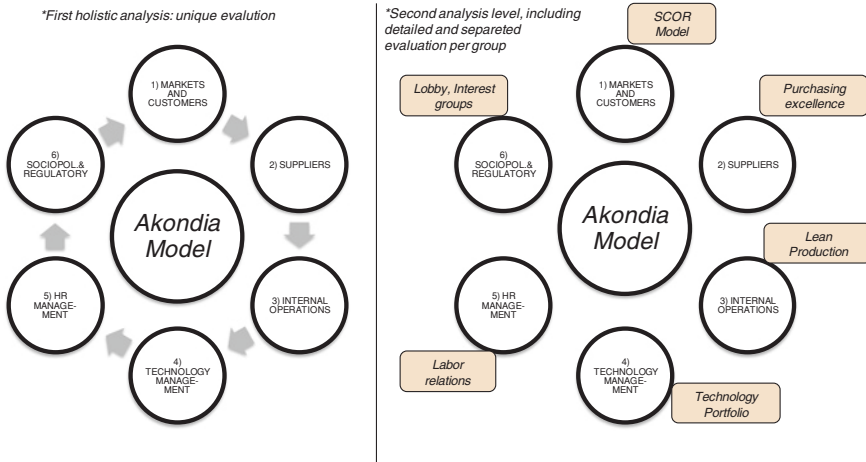 *First holistic analysis: unique evalution
1) MARKETS
AND
CUSTOMERS
2) SUPPLIERS
3) INTERNAL
OPERATIONS
4)
TECHNOLOGY
MANAGE-
MENT
5) HR
MANAGE-
MENT
6)
SOCIOPOL.&
REGULATORY
Akondia
Model
*Second analysis level, including
detailed and separeted
evaluation per group
SCOR
Model
1) MARKETS
AND
CUSTOMERS
Purchasing
excellence
2) SUPPLIERS
Lean
Production
3) INTERNAL
OPERATIONS
4)
TECHNOLOGY
MANAGE-
MENT
Technology
Portfolio
5) HR
MANAGE-
MENT
Labor
relations
Lobby, Interest
groups
6)
SOCIOPOL.&
REGULATORY
Akondia
Model